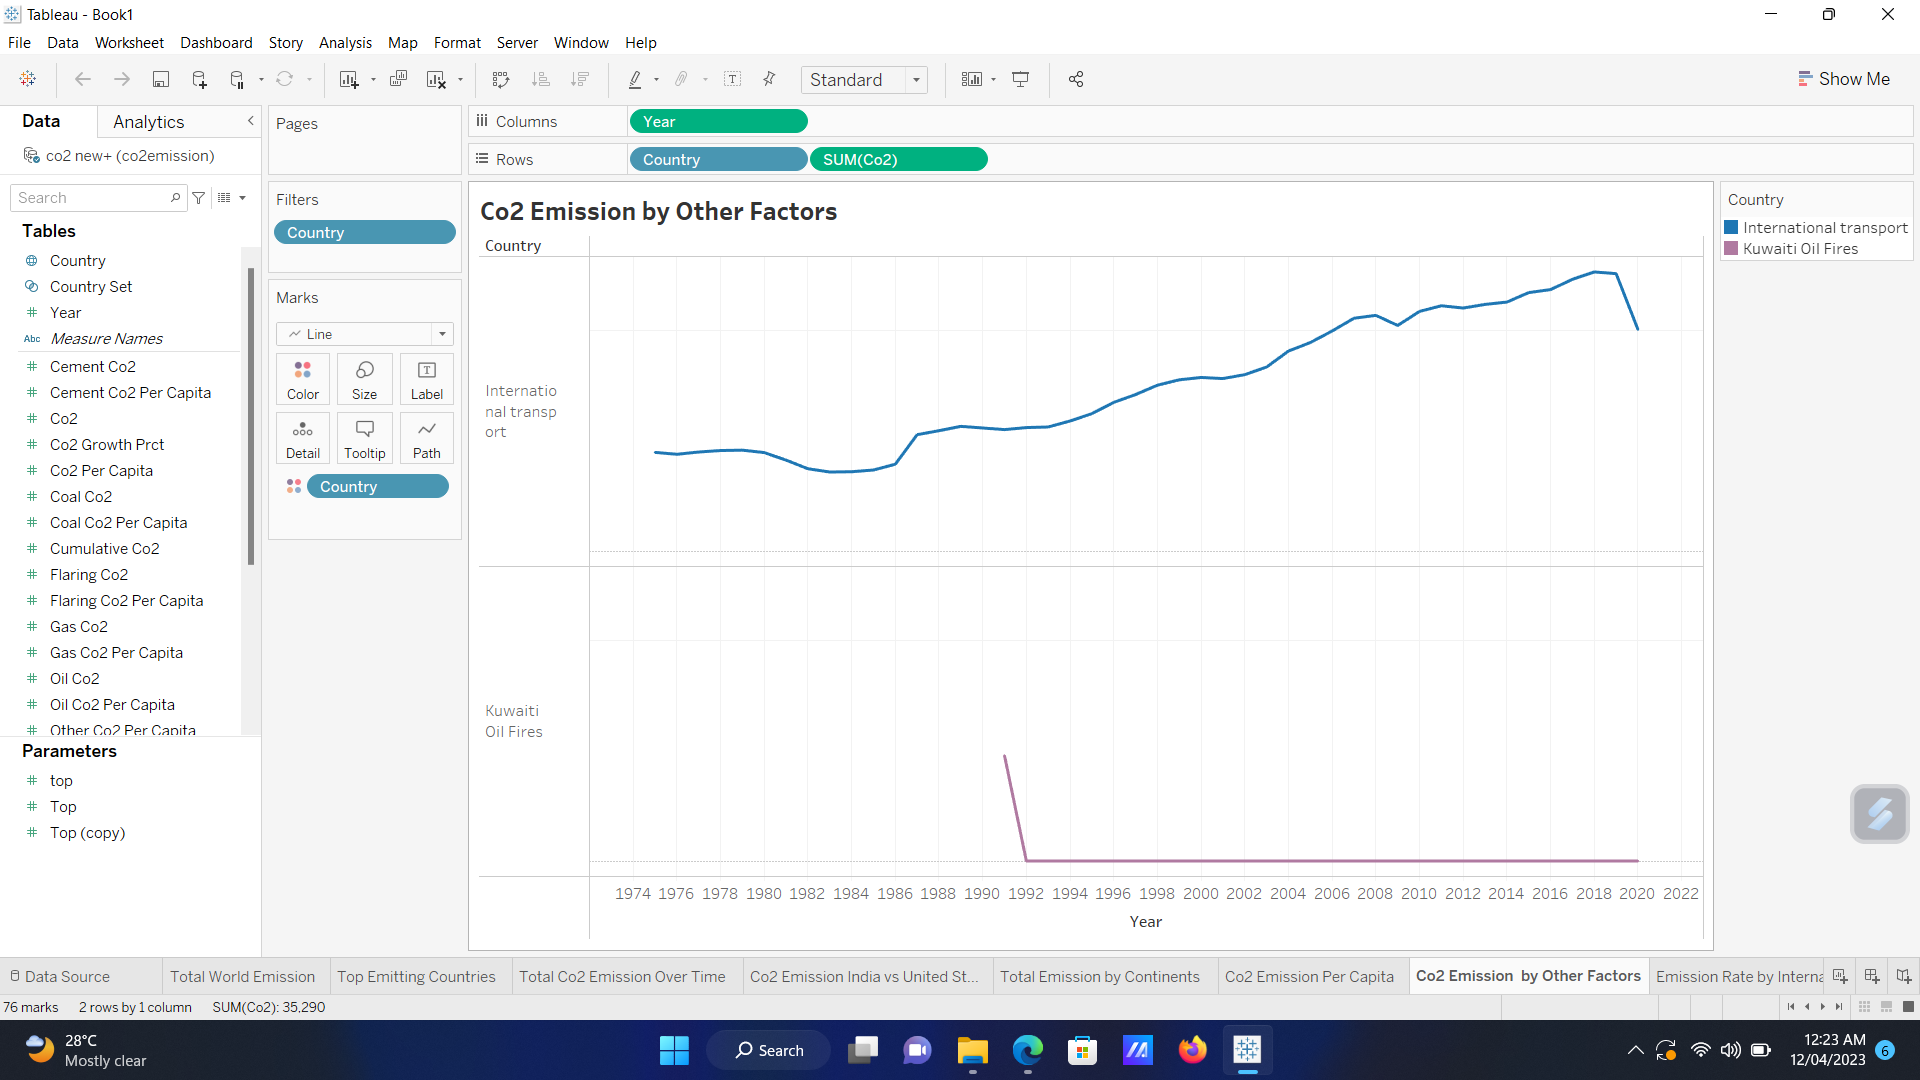 Tableau - Book1
File Data Worksheet Dashboard Story Analysis Map Format Server Window Help
Standard
Show Me
Data
Analytics
co2 new+ (co2emission)
Search
Tables
Country
Country Set
Year
Abc Measure Names
Cement Co2
Cement Co2 Per Capita
Co2
Co2 Growth Prct
Co2 Per Capita
Coal Co2
Coal Co2 Per Capita
Cumulative Co2
Flaring Co2
Flaring Co2 Per Capita
Gas Co2
Gas Co2 Per Capita
Oil Co2
Oil Co2 Per Capita
Other Co2 Per Capita
Parameters
top
Top
Top (copy)
Pages
Filters
Country
Marks
Line
Color Size Label
Detail Tooltip Path
Country
Columns Year
Rows Country SUM(Co2)
Co2 Emission by Other Factors
Country
Internatio
nal transp
ort
Kuwaiti
Oil Fires
1974 1976 1978 1980 1982 1984 1986 1988 1990 1992 1994 1996 1998 2000 2002 2004 2006 2008 2010 2012 2014 2016 2018 2020 2022
Year
Country
International transport
Kuwaiti Oil Fires
Data Source Total World Emission Top Emitting Countries Total Co2 Emission Over Time Co2 Emission India vs United St... Total Emission by Continents Co2 Emission Per Capita Co2 Emission by Other Factors Emission Rate by Interna
76 marks 2 rows by 1 column SUM(Co2): 35,290
28°C
Mostly clear
Search
12:23 AM
12/04/2023
6